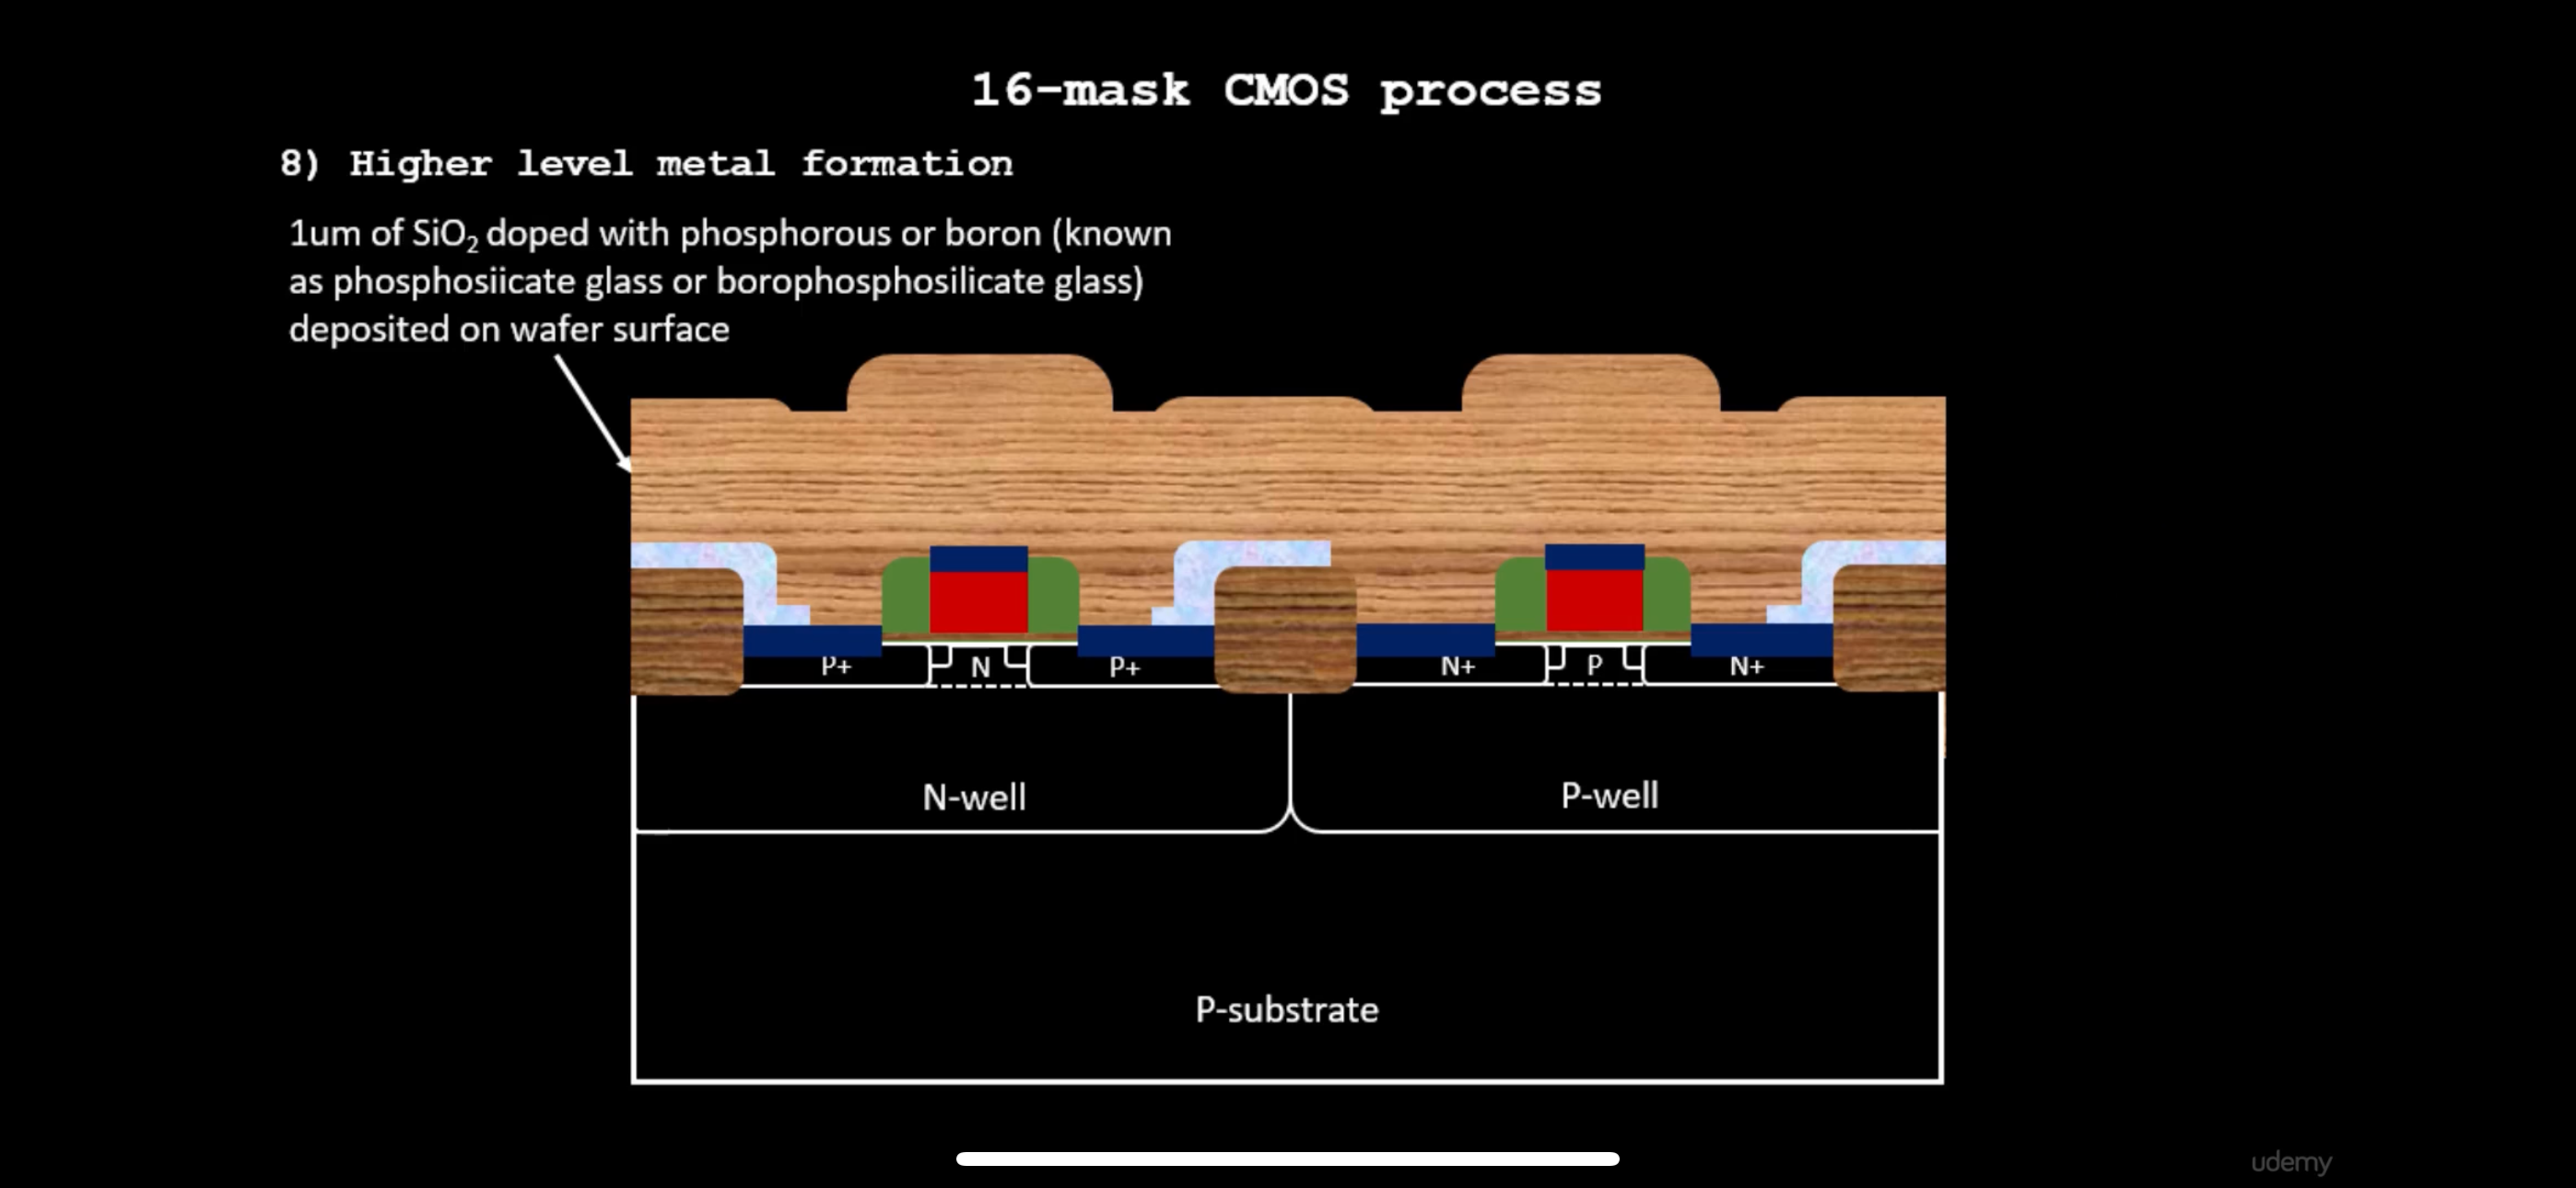 16-mask CMOS process
8) Higher level metal formation
1um of SiO₂ doped with phosphorous or boron (known
as phosphosiicate glass or borophosphosilicate glass)
deposited on wafer surface
P+ N P+ N+ P N+
N-well P-well
P-substrate
udemy